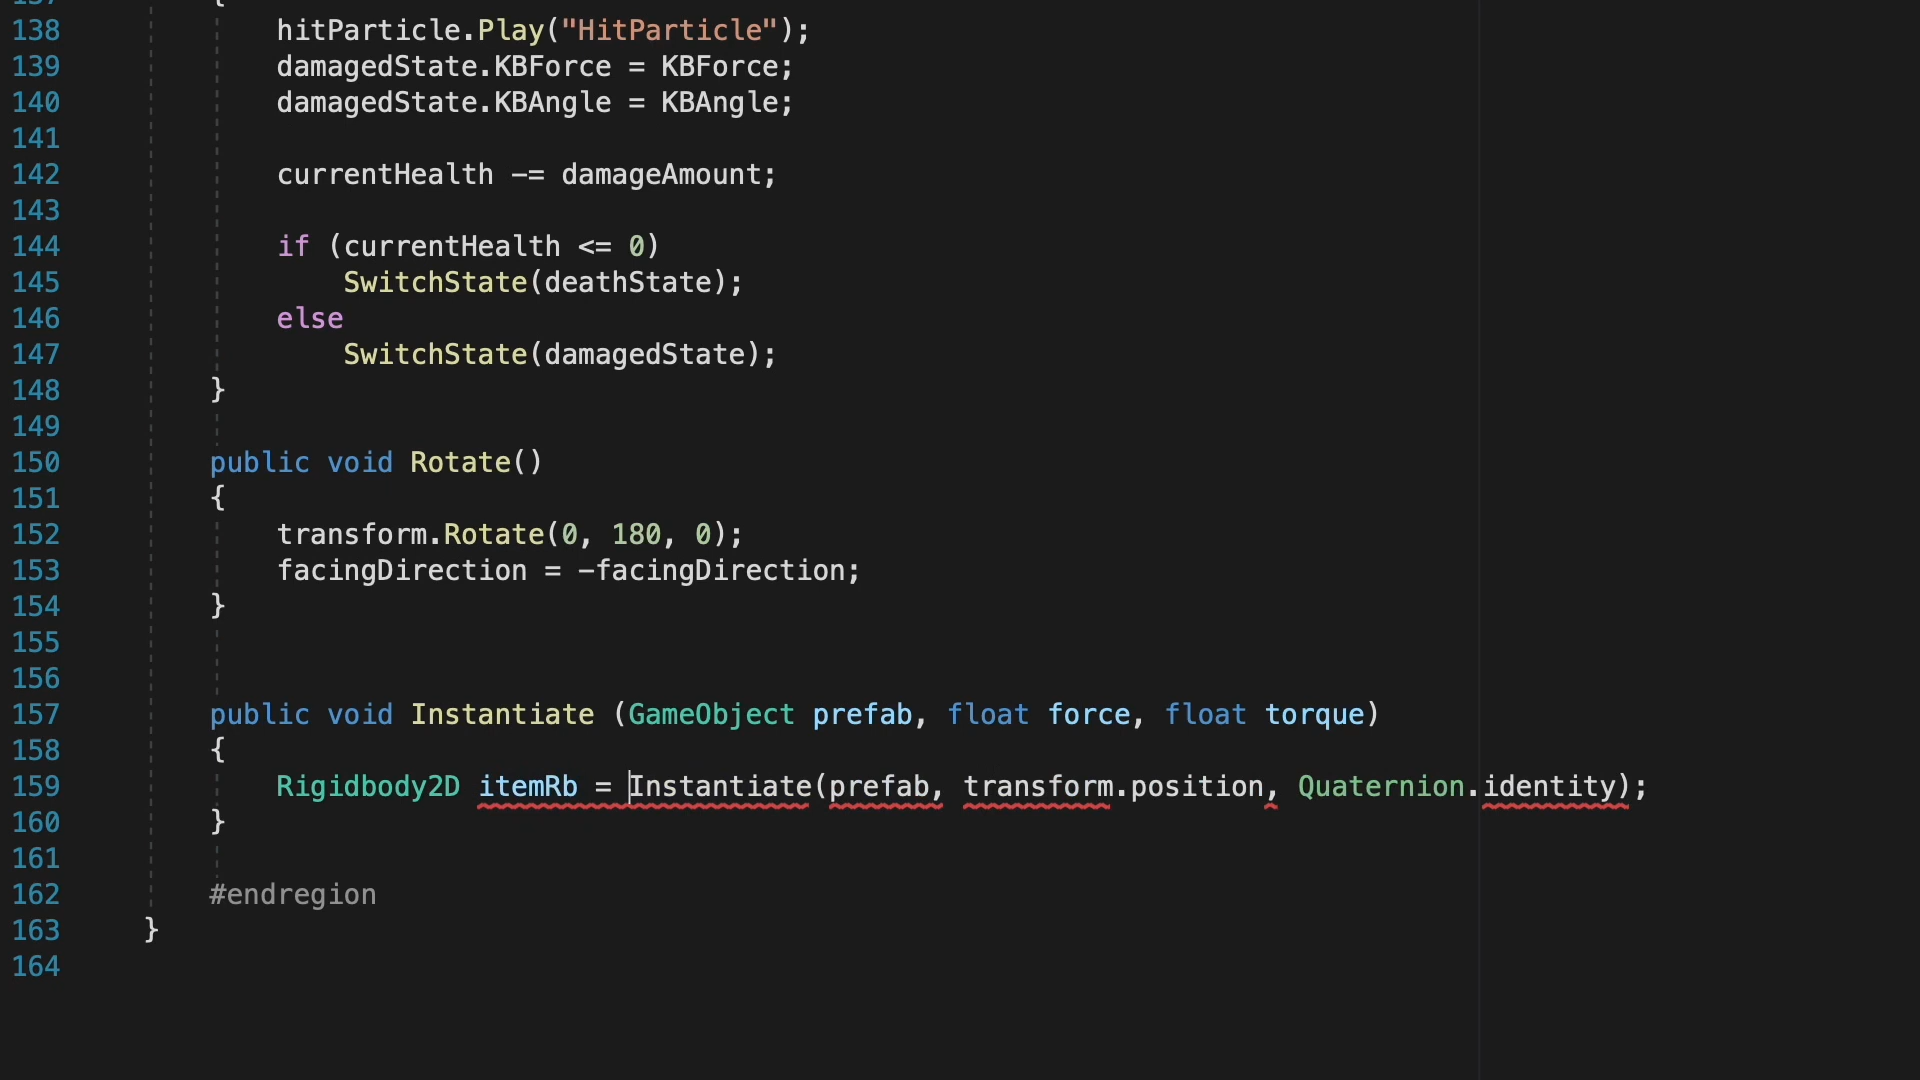 138 hitParticle.Play("HitParticle");
139 damagedState.KBForce = KBForce;
140 damagedState.KBAngle = KBAngle;
141
142 currentHealth -= damageAmount;
143
144 if (currentHealth <= 0)
145 SwitchState(deathState);
146 else
147 SwitchState(damagedState);
148 }
149
150 public void Rotate()
151 {
152 transform.Rotate(0, 180, 0);
153 facingDirection = -facingDirection;
154 }
155
156
157 public void Instantiate (GameObject prefab, float force, float torque)
158 {
159 Rigidbody2D itemRb = Instantiate(prefab, transform.position, Quaternion.identity);
160 }
161
162 #endregion
163 }
164